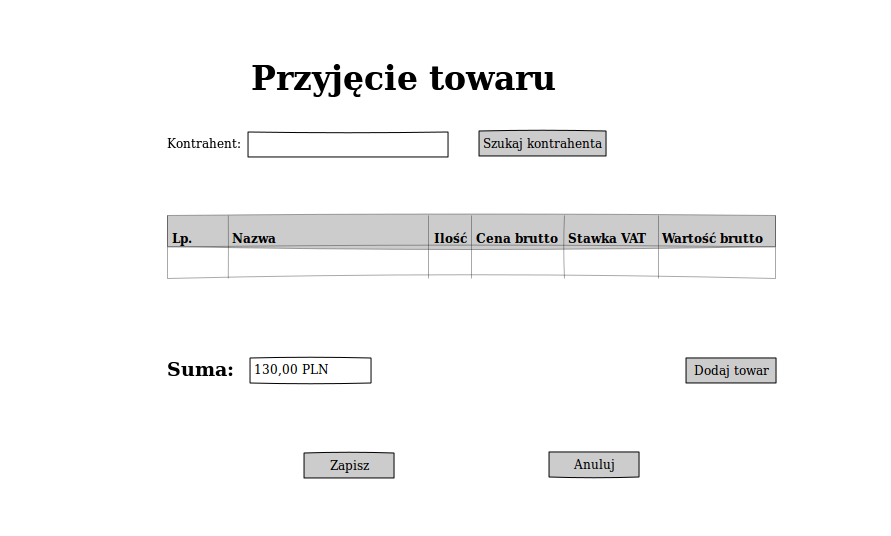 Przyjęcie towaru
Kontrahent: Szukaj kontrahenta
Lp. Nazwa Ilość Cena brutto Stawka VAT Wartość brutto
Suma: 130,00 PLN Dodaj towar
Zapisz Anuluj